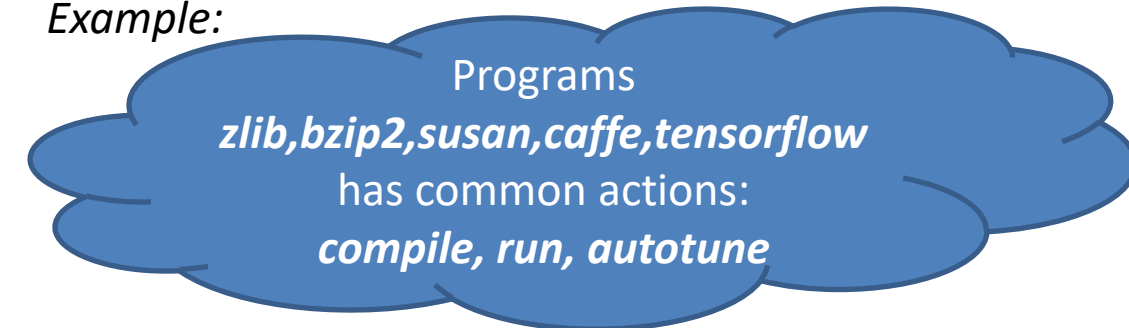 Example:
Programs
zlib,bzip2,susan,caffe,tensorflow
has common actions:
compile, run, autotune